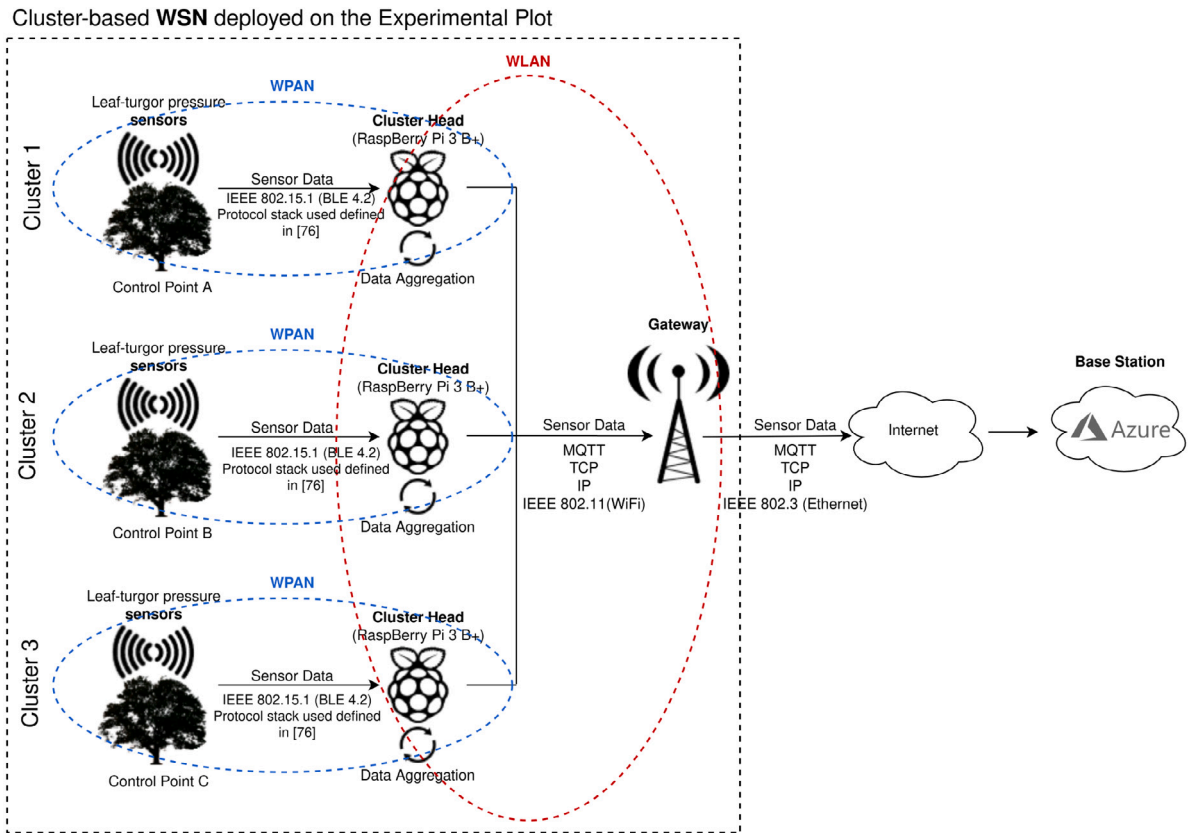 Cluster-based WSN deployed on the Experimental Plot
WLAN
WPAN
Leaf-turgor pressure
sensors
Cluster Head
(RaspBerry Pi 3 B+)
Cluster 1
Sensor Data
IEEE 802.15.1 (BLE 4.2)
Protocol stack used defined
in [76]
Control Point A
Data Aggregation
WPAN
Leaf-turgor pressure
sensors
Cluster Head
(RaspBerry Pi 3 B+)
Cluster 2
Sensor Data
IEEE 802.15.1 (BLE 4.2)
Protocol stack used defined
in [76]
Control Point B
Data Aggregation
WPAN
Leaf-turgor pressure
sensors
Cluster Head
(RaspBerry Pi 3 B+)
Cluster 3
Sensor Data
IEEE 802.15.1 (BLE 4.2)
Protocol stack used defined
in [76]
Control Point C
Data Aggregation
Gateway
Sensor Data
MQTT
TCP
IP
IEEE 802.11(WiFi)
Sensor Data
MQTT
TCP
IP
IEEE 802.3 (Ethernet)
Internet
Base Station
Azure